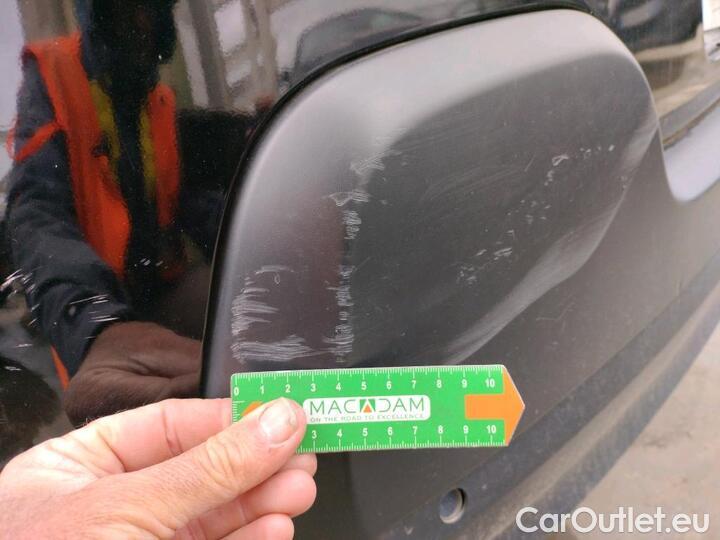 0 1 2 3 4 5 6 7 8 9 10
MACADAM
ON THE ROAD TO EXCELLENCE
3 4 5 6 7 8 9 10
CarOutlet.eu